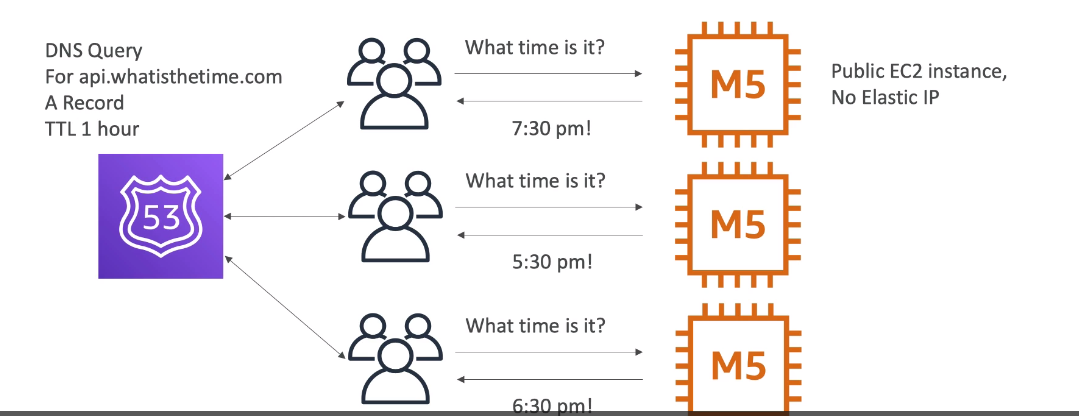 DNS Query
For api.whatisthetime.com
A Record
TTL 1 hour
53
What time is it?
7:30 pm!
M5
Public EC2 instance,
No Elastic IP
What time is it?
5:30 pm!
M5
What time is it?
6:30 pm!
M5